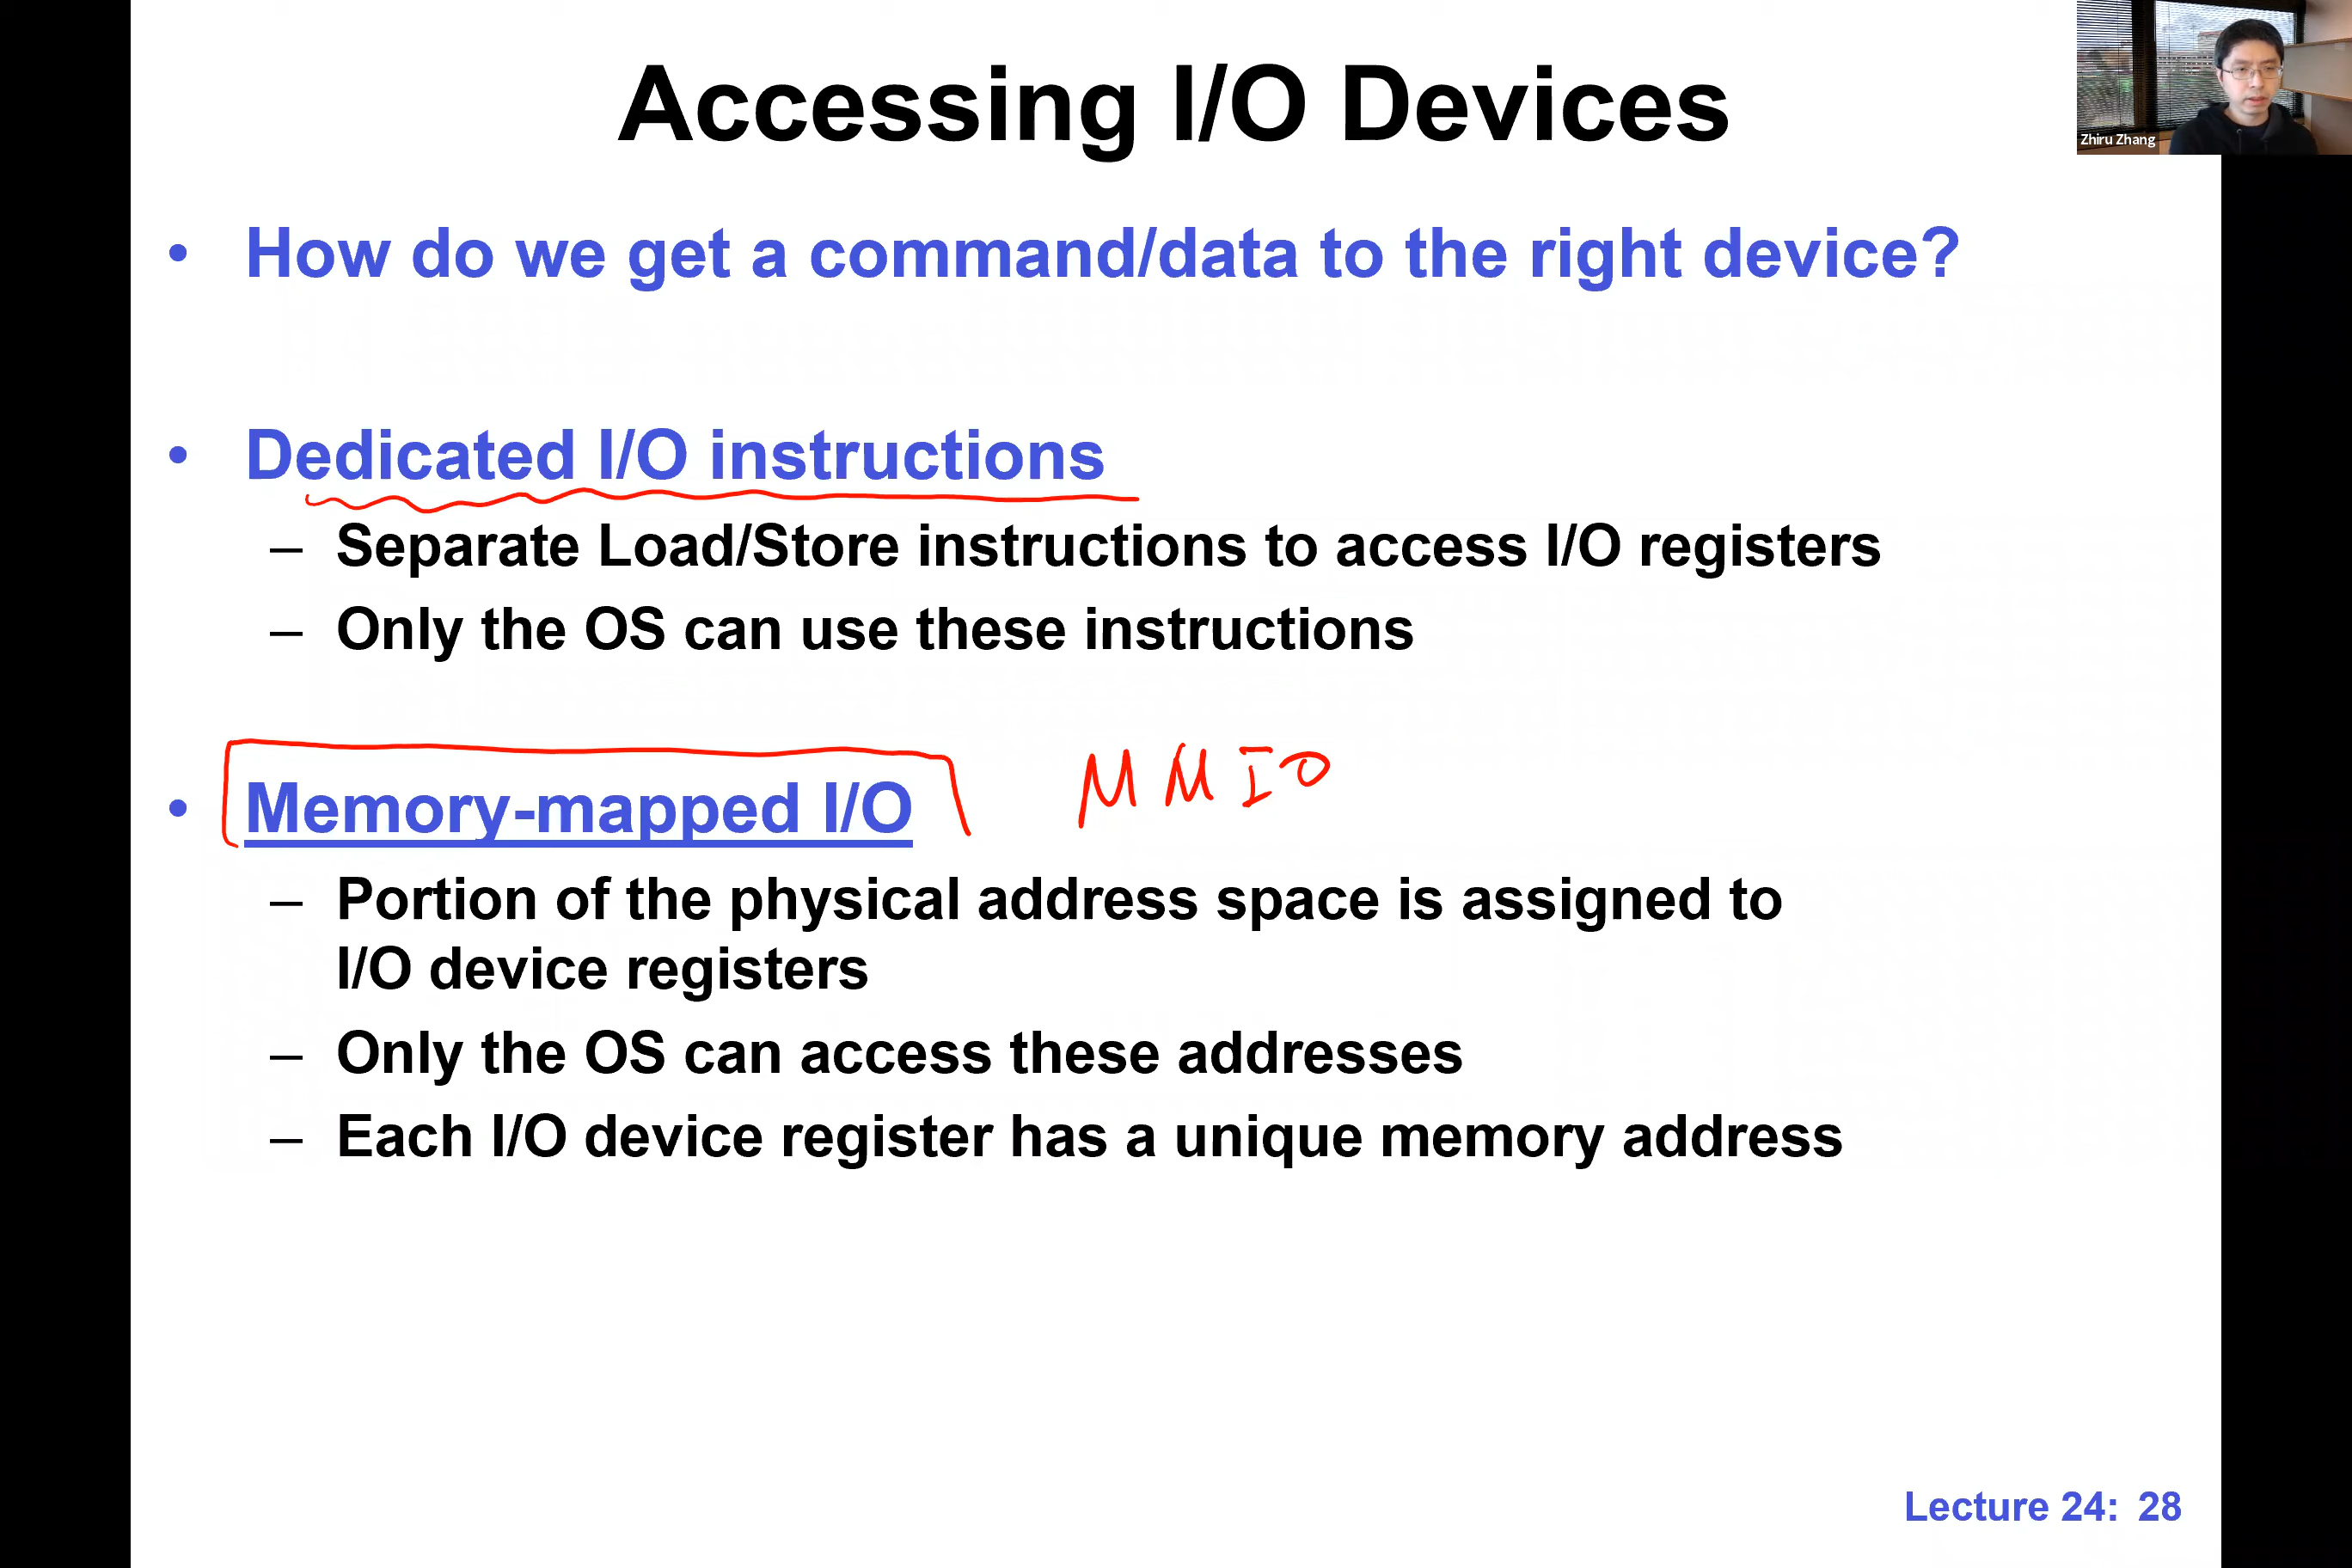 Accessing I/O Devices
Zhiru Zhang
• How do we get a command/data to the right device?
• Dedicated I/O instructions
– Separate Load/Store instructions to access I/O registers
– Only the OS can use these instructions
• Memory-mapped I/O MMIO
– Portion of the physical address space is assigned to
I/O device registers
– Only the OS can access these addresses
– Each I/O device register has a unique memory address
Lecture 24: 28